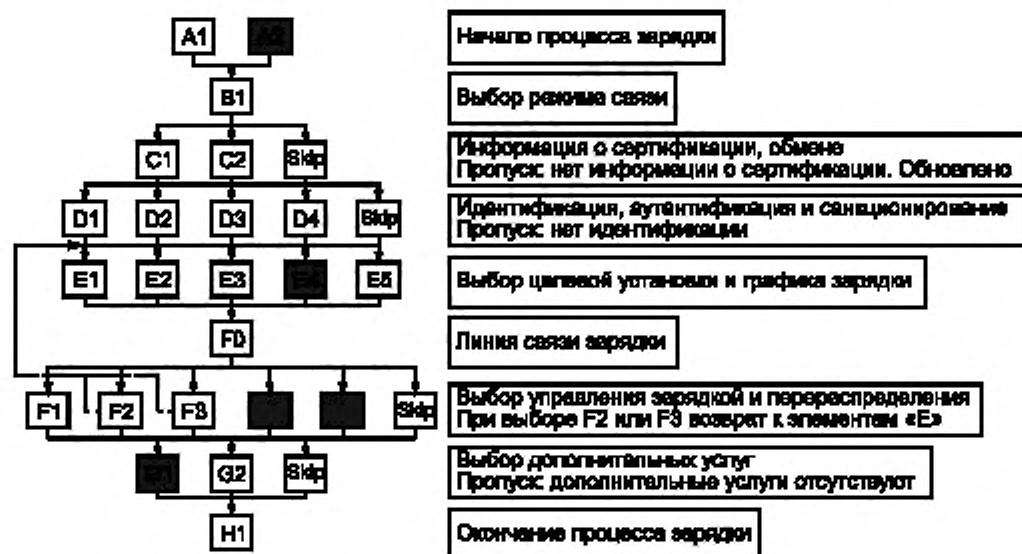 A1
Начало процесса зарядки
B1
Выбор режима связи
C1 C2 Skip
Информация о сертификации, обмене
Пропуск: нет информации о сертификации. Обновлено
D1 D2 D3 D4 Skip
Идентификация, аутентификация и санкционирование
Пропуск: нет идентификации
E1 E2 E3 E4 E5
Выбор целевой установки и графика зарядки
F0
Линия связи зарядки
F1 F2 F3 Skip
Выбор управления зарядкой и перераспределения
При выборе F2 или F3 возврат к элементам «E»
G2 Skip
Выбор дополнительных услуг
Пропуск: дополнительные услуги отсутствуют
H1
Окончание процесса зарядки